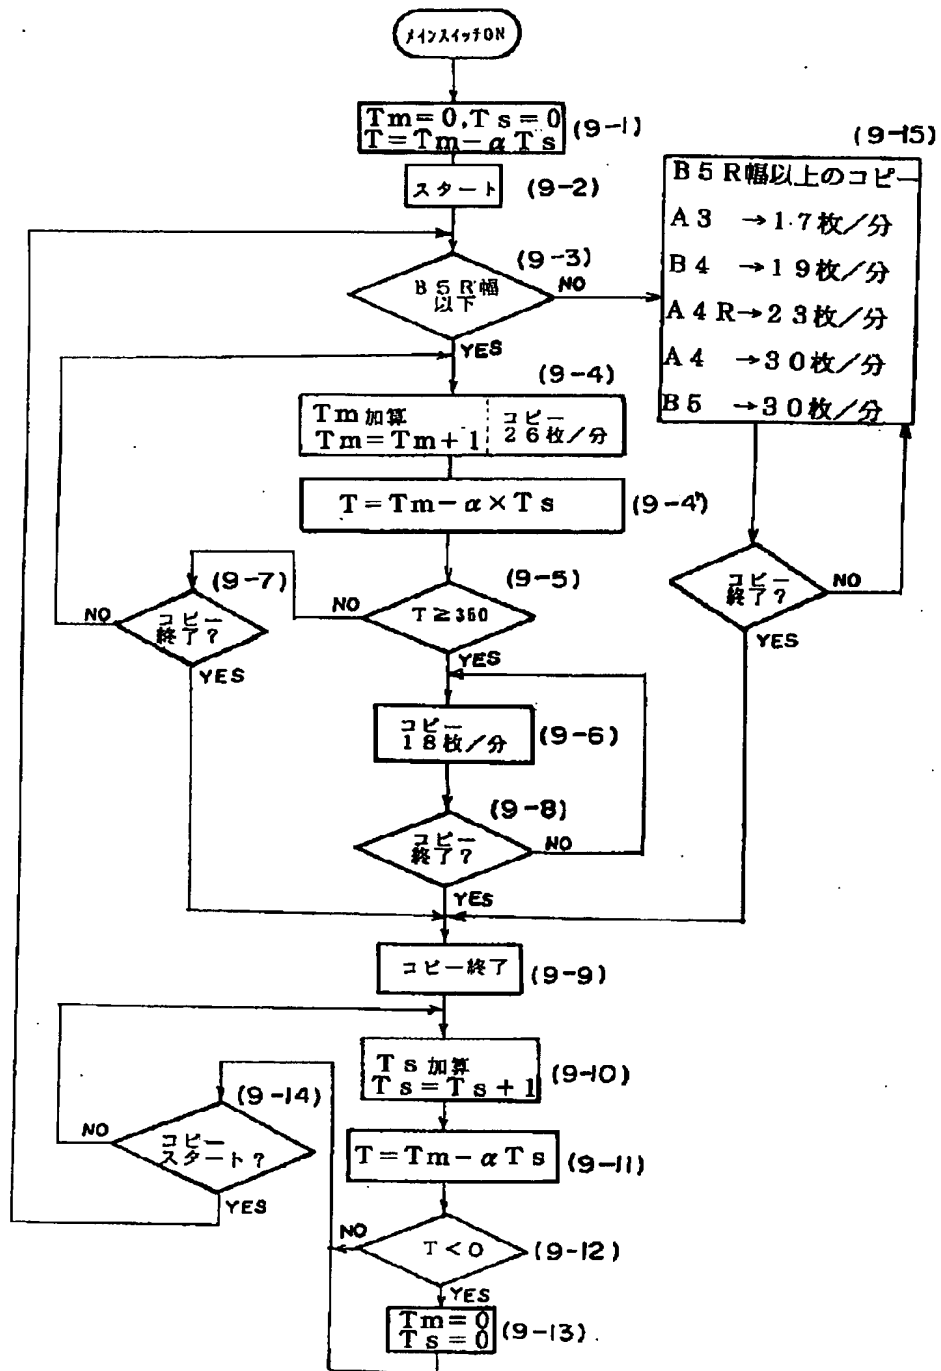 メインスイッチON
Tm=0,Ts=0
T=Tm-αTs
(9-1)
スタート
(9-2)
(9-3)
B5R幅
以下
NO
YES
(9-15)
B5R幅以上のコピー
A3 →17枚/分
B4 →19枚/分
A4R→23枚/分
A4 →30枚/分
B5 →30枚/分
(9-4)
Tm加算
Tm=Tm+1
コピー
26枚/分
T=Tm-α×Ts
(9-4')
(9-5)
T≧360
NO
YES
(9-7)
コピー
終了?
NO
YES
コピー
終了?
NO
YES
コピー
18枚/分
(9-6)
(9-8)
コピー
終了?
NO
YES
コピー終了
(9-9)
Ts加算
Ts=Ts+1
(9-10)
(9-14)
コピー
スタート?
NO
YES
T=Tm-αTs
(9-11)
T<0
(9-12)
NO
YES
Tm=0
Ts=0
(9-13)